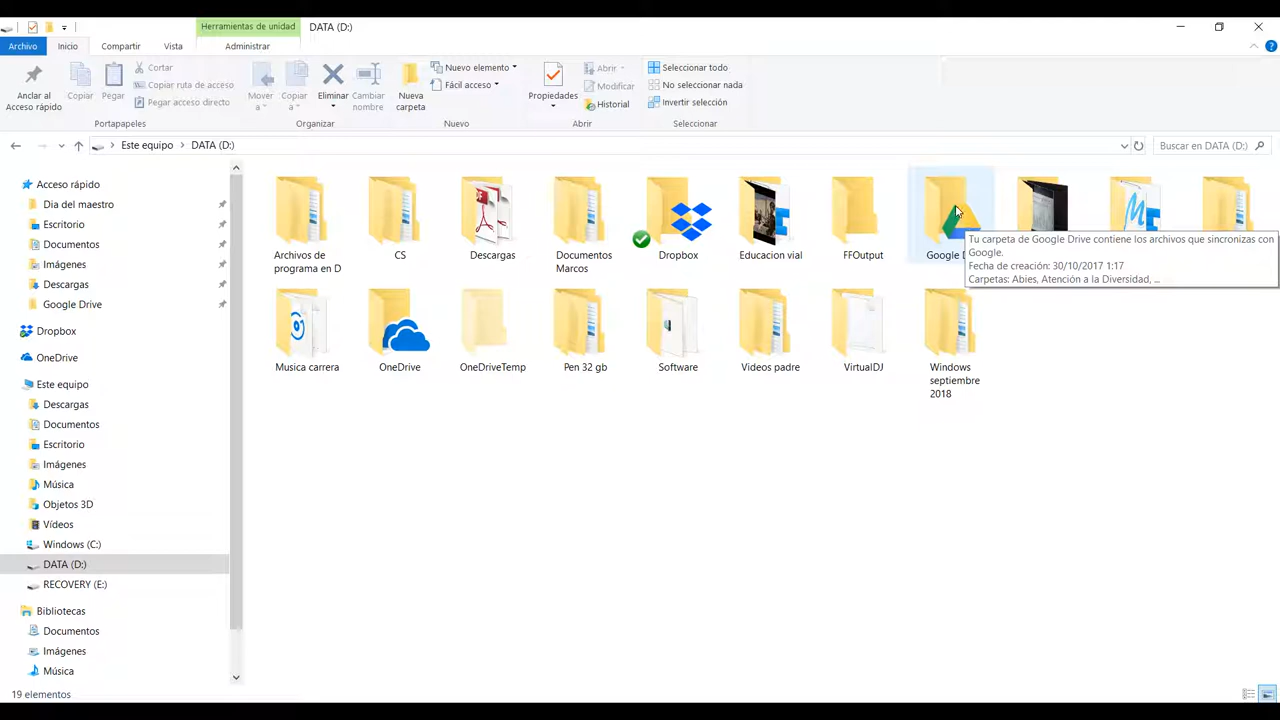 Herramientas de unidad
DATA (D:)
Archivo
Inicio
Compartir
Vista
Administrar
Anclar al
Acceso rápido
Copiar
Pegar
Cortar
Copiar ruta de acceso
Pegar acceso directo
Portapapeles
Mover
a
Copiar
a
Eliminar
Cambiar
nombre
Organizar
Nueva
carpeta
Nuevo elemento
Fácil acceso
Nuevo
Propiedades
Abrir
Modificar
Historial
Abrir
Seleccionar todo
No seleccionar nada
Invertir selección
Seleccionar
Este equipo
DATA (D:)
Buscar en DATA (D:)
Acceso rápido
Dia del maestro
Escritorio
Documentos
Imágenes
Descargas
Google Drive
Dropbox
OneDrive
Este equipo
Descargas
Documentos
Escritorio
Imágenes
Música
Objetos 3D
Vídeos
Windows (C:)
DATA (D:)
RECOVERY (E:)
Bibliotecas
Documentos
Imágenes
Música
Archivos de
programa en D
CS
Descargas
Documentos
Marcos
Dropbox
Educacion vial
FFOutput
Google D
Tu carpeta de Google Drive contiene los archivos que sincronizas con
Google.
Fecha de creación: 30/10/2017 1:17
Carpetas: Abies, Atención a la Diversidad, ...
Musica carrera
OneDrive
OneDriveTemp
Pen 32 gb
Software
Videos padre
VirtualDJ
Windows
septiembre
2018
19 elementos